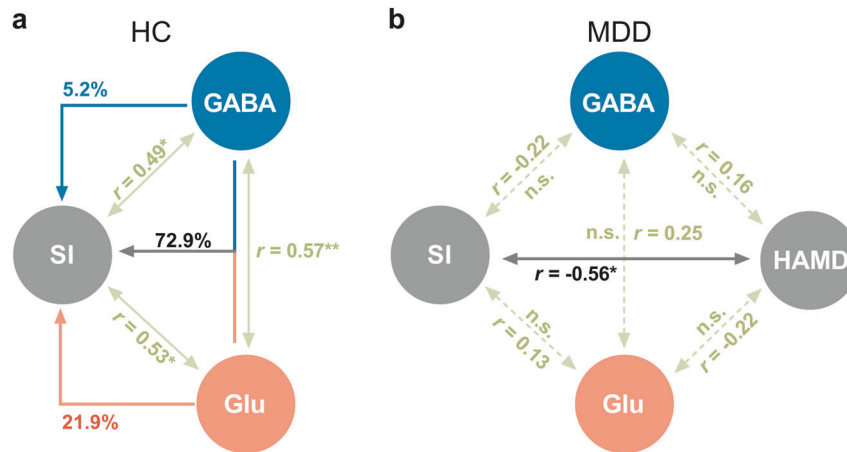 a
HC
GABA
5.2%
r = 0.49*
SI
72.9%
r = 0.57**
r = 0.53*
Glu
21.9%
b
MDD
GABA
r = -0.22
n.s.
r = 0.16
n.s.
SI
n.s.
r = 0.25
r = -0.56*
HAMD
n.s.
r = 0.13
n.s.
r = -0.22
Glu